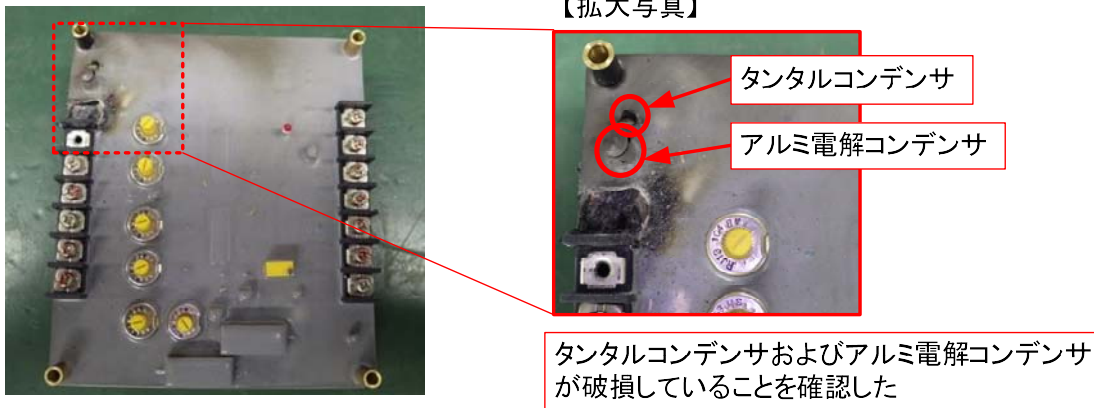 【拡大写真】
タンタルコンデンサ
アルミ電解コンデンサ
タンタルコンデンサおよびアルミ電解コンデンサ
が破損していることを確認した